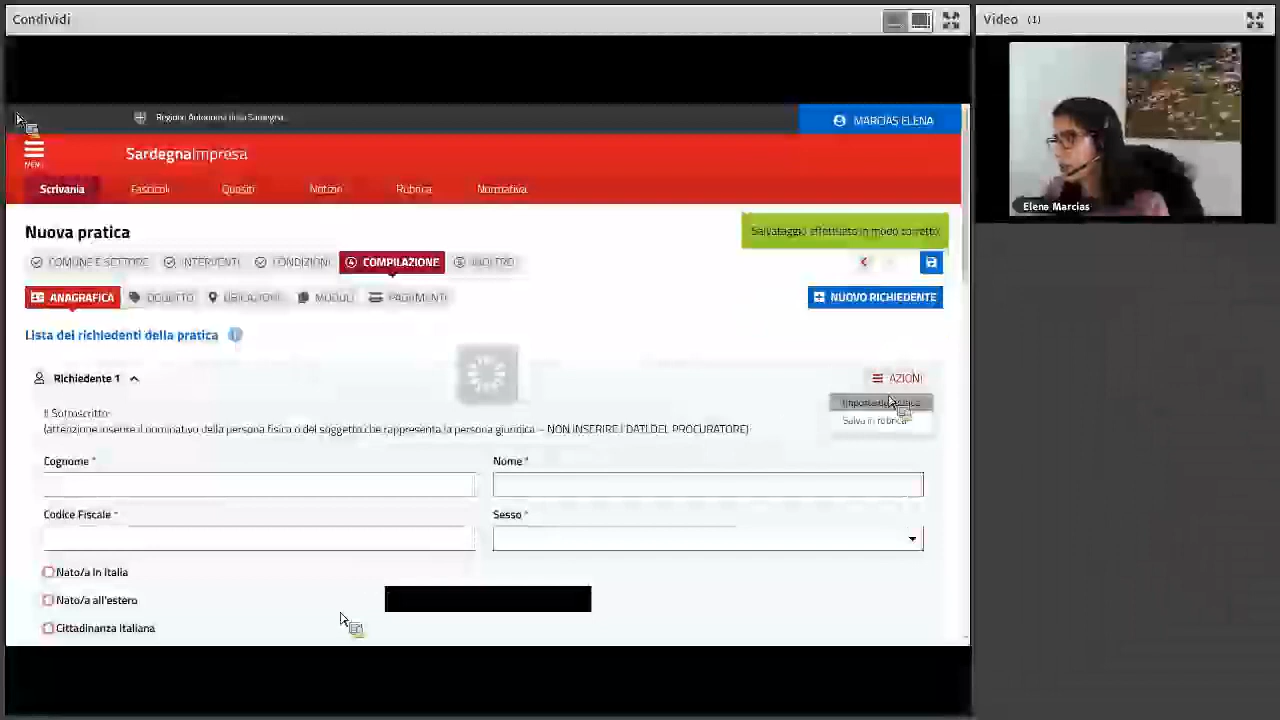 Condividi
Video (1)
Regione Autonoma della Sardegna
MARCIAS ELENA
MENU
SardegnaImpresa
Scrivania Fascicoli Quesiti Notizie Rubrica Normativa
Elena Marcias
Nuova pratica
Salvataggio effettuato in modo corretto
COMUNE E SETTORE INTERVENTI CONDIZIONI COMPILAZIONE INOLTRO
ANAGRAFICA OGGETTO UBICAZIONE MODULI PAGAMENTI
NUOVO RICHIEDENTE
Lista dei richiedenti della pratica
Richiedente 1
AZIONI
Salva in rubrica
Il Sottoscritto:
(attenzione inserire il nominativo della persona fisica o del soggetto che rappresenta la persona giuridica – NON INSERIRE I DATI DEL PROCURATORE)
Cognome * Nome *
Codice Fiscale * Sesso *
Nato/a in Italia
Nato/a all'estero
Cittadinanza Italiana